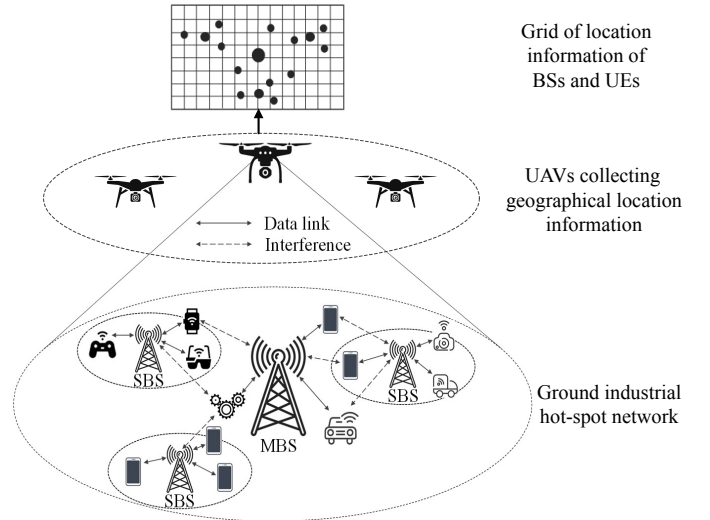 Grid of location
information of
BSs and UEs
UAVs collecting
geographical location
information
Data link
Interference
SBS
MBS
SBS
SBS
Ground industrial
hot-spot network